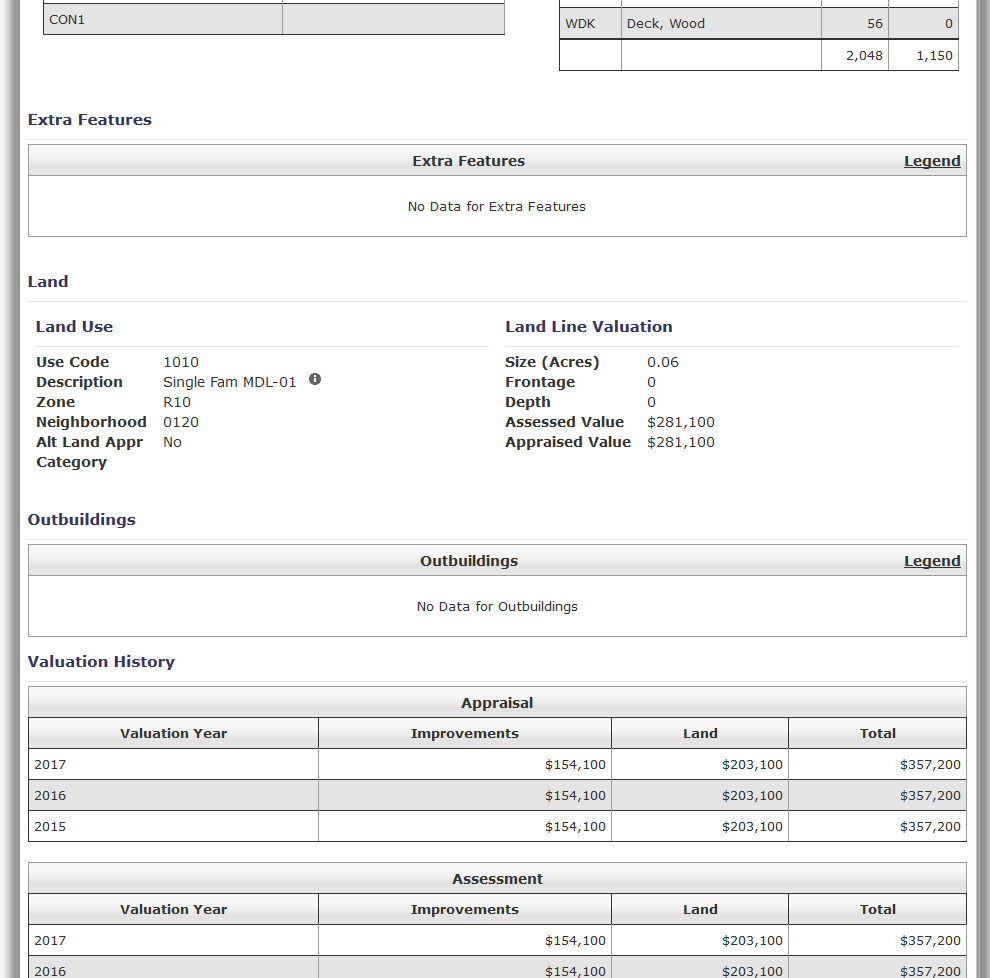 CON1
WDK Deck, Wood 56 0
2,048 1,150
Extra Features
Extra Features Legend
No Data for Extra Features
Land
Land Use
Use Code 1010
Description Single Fam MDL-01
Zone R10
Neighborhood 0120
Alt Land Appr No
Category
Land Line Valuation
Size (Acres) 0.06
Frontage 0
Depth 0
Assessed Value $281,100
Appraised Value $281,100
Outbuildings
Outbuildings Legend
No Data for Outbuildings
Valuation History
Appraisal
Valuation Year Improvements Land Total
2017 $154,100 $203,100 $357,200
2016 $154,100 $203,100 $357,200
2015 $154,100 $203,100 $357,200
Assessment
Valuation Year Improvements Land Total
2017 $154,100 $203,100 $357,200
2016 $154,100 $203,100 $357,200